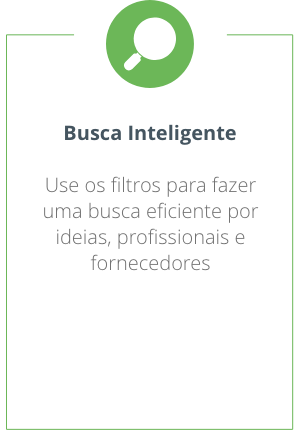 Busca Inteligente
Use os filtros para fazer
uma busca eficiente por
ideias, profissionais e
fornecedores